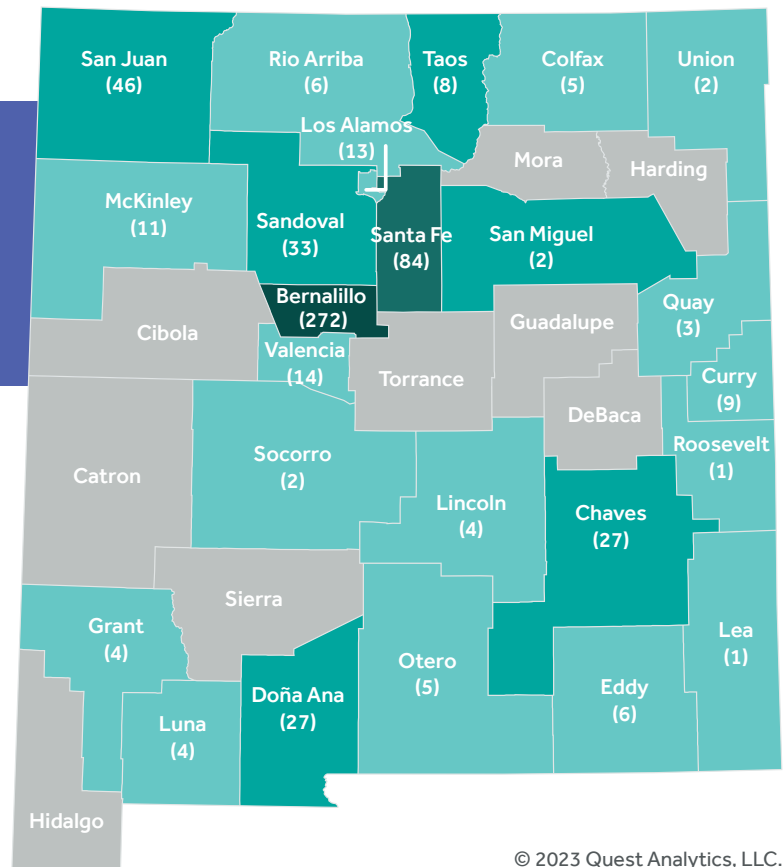 San Juan
(46)
Rio Arriba
(6)
Taos
(8)
Colfax
(5)
Union
(2)
Los Alamos
(13)
Mora
Harding
McKinley
(11)
Sandoval
(33)
Santa Fe
(84)
San Miguel
(2)
Bernalillo
(272)
Quay
(3)
Cibola
Guadalupe
Valencia
(14)
Torrance
Curry
(9)
DeBaca
Roosevelt
(1)
Catron
Socorro
(2)
Lincoln
(4)
Chaves
(27)
Sierra
Grant
(4)
Lea
(1)
Otero
(5)
Doña Ana
(27)
Eddy
(6)
Luna
(4)
Hidalgo
© 2023 Quest Analytics, LLC.